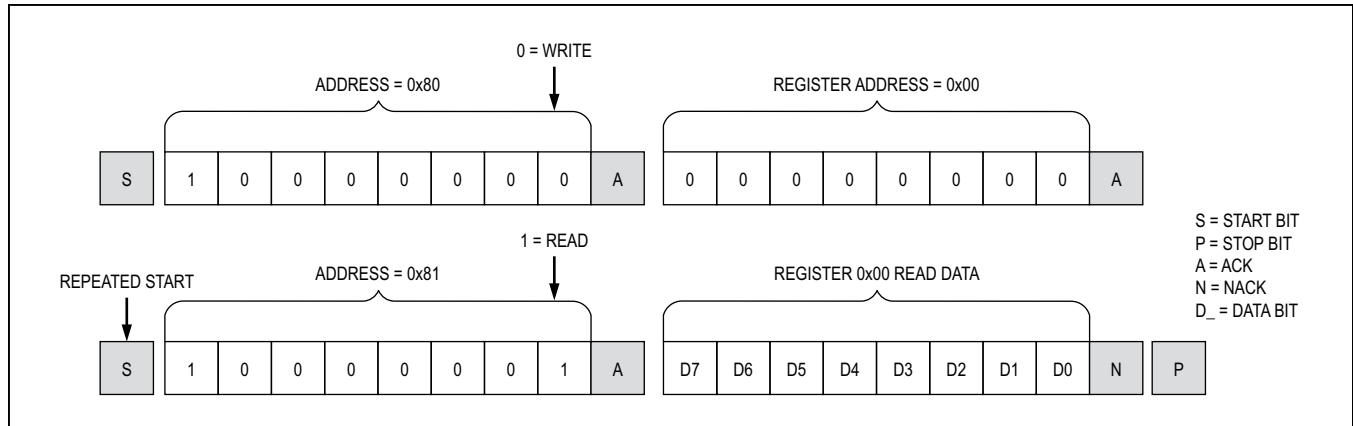 0 = WRITE
ADDRESS = 0x80 REGISTER ADDRESS = 0x00
S 1 0 0 0 0 0 0 0 A 0 0 0 0 0 0 0 0 A
1 = READ
REPEATED START ADDRESS = 0x81 REGISTER 0x00 READ DATA
S 1 0 0 0 0 0 0 1 A D7 D6 D5 D4 D3 D2 D1 D0 N P
S = START BIT
P = STOP BIT
A = ACK
N = NACK
D_ = DATA BIT